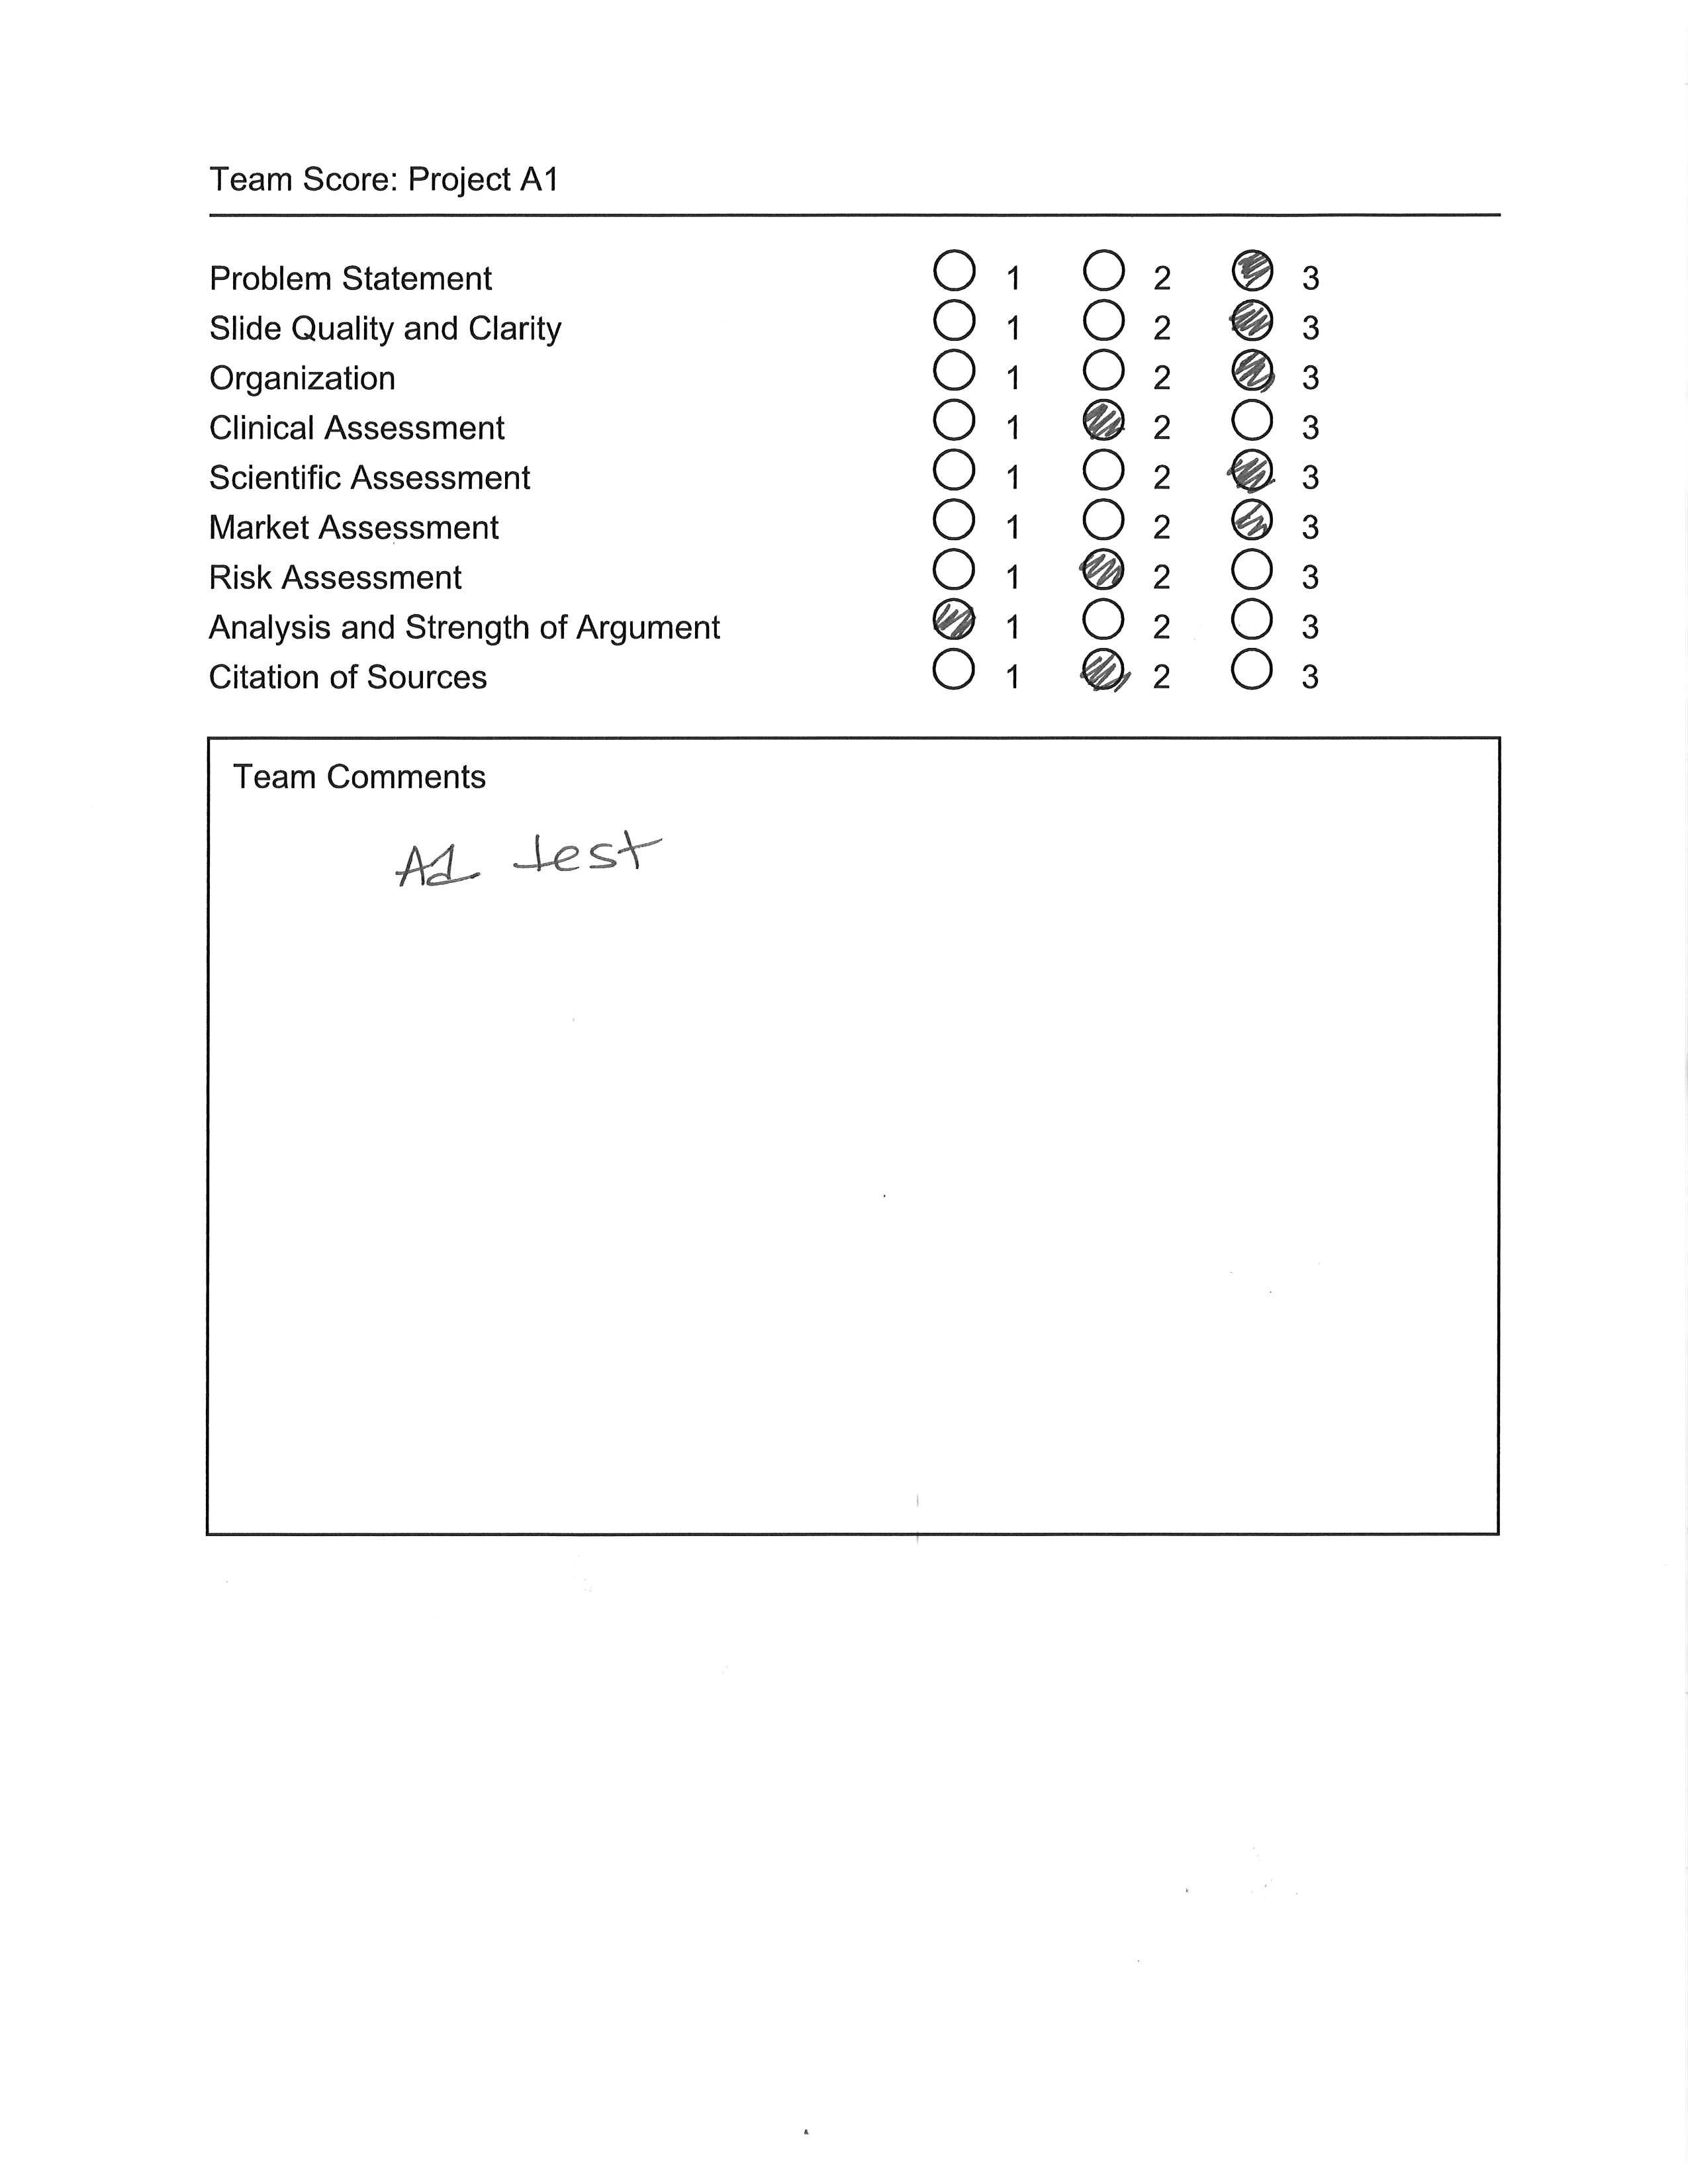 Team Score: Project A1
Problem Statement 1 2 3
Slide Quality and Clarity 1 2 3
Organization 1 2 3
Clinical Assessment 1 2 3
Scientific Assessment 1 2 3
Market Assessment 1 2 3
Risk Assessment 1 2 3
Analysis and Strength of Argument 1 2 3
Citation of Sources 1 2 3
Team Comments
A1 test